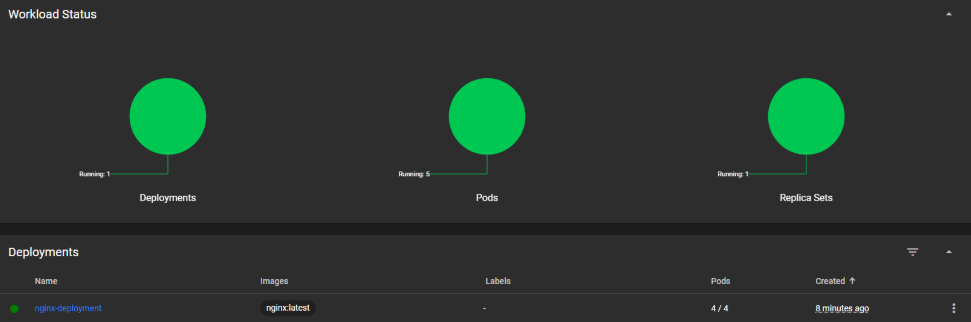 Workload Status
Running: 1
Running: 5
Running: 1
Deployments
Pods
Replica Sets
Deployments
Name Images Labels Pods Created
nginx-deployment nginx:latest - 4 / 4 8 minutes ago